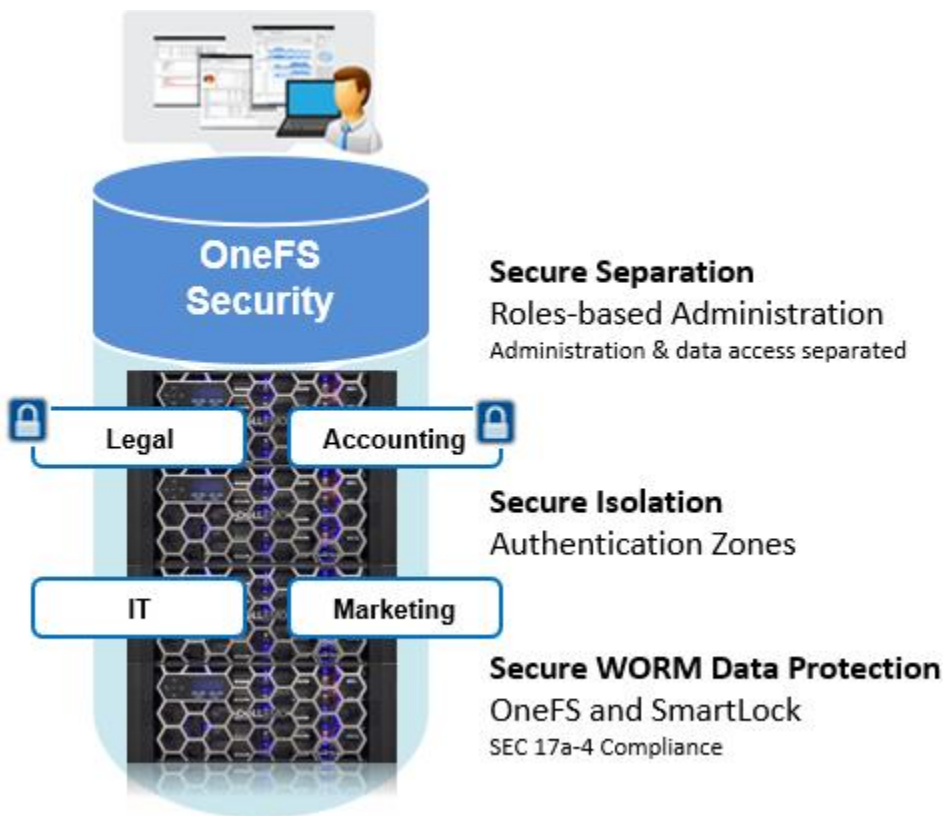 OneFS
Security
Secure Separation
Roles-based Administration
Administration & data access separated
Legal
Accounting
Secure Isolation
Authentication Zones
IT
Marketing
Secure WORM Data Protection
OneFS and SmartLock
SEC 17a-4 Compliance